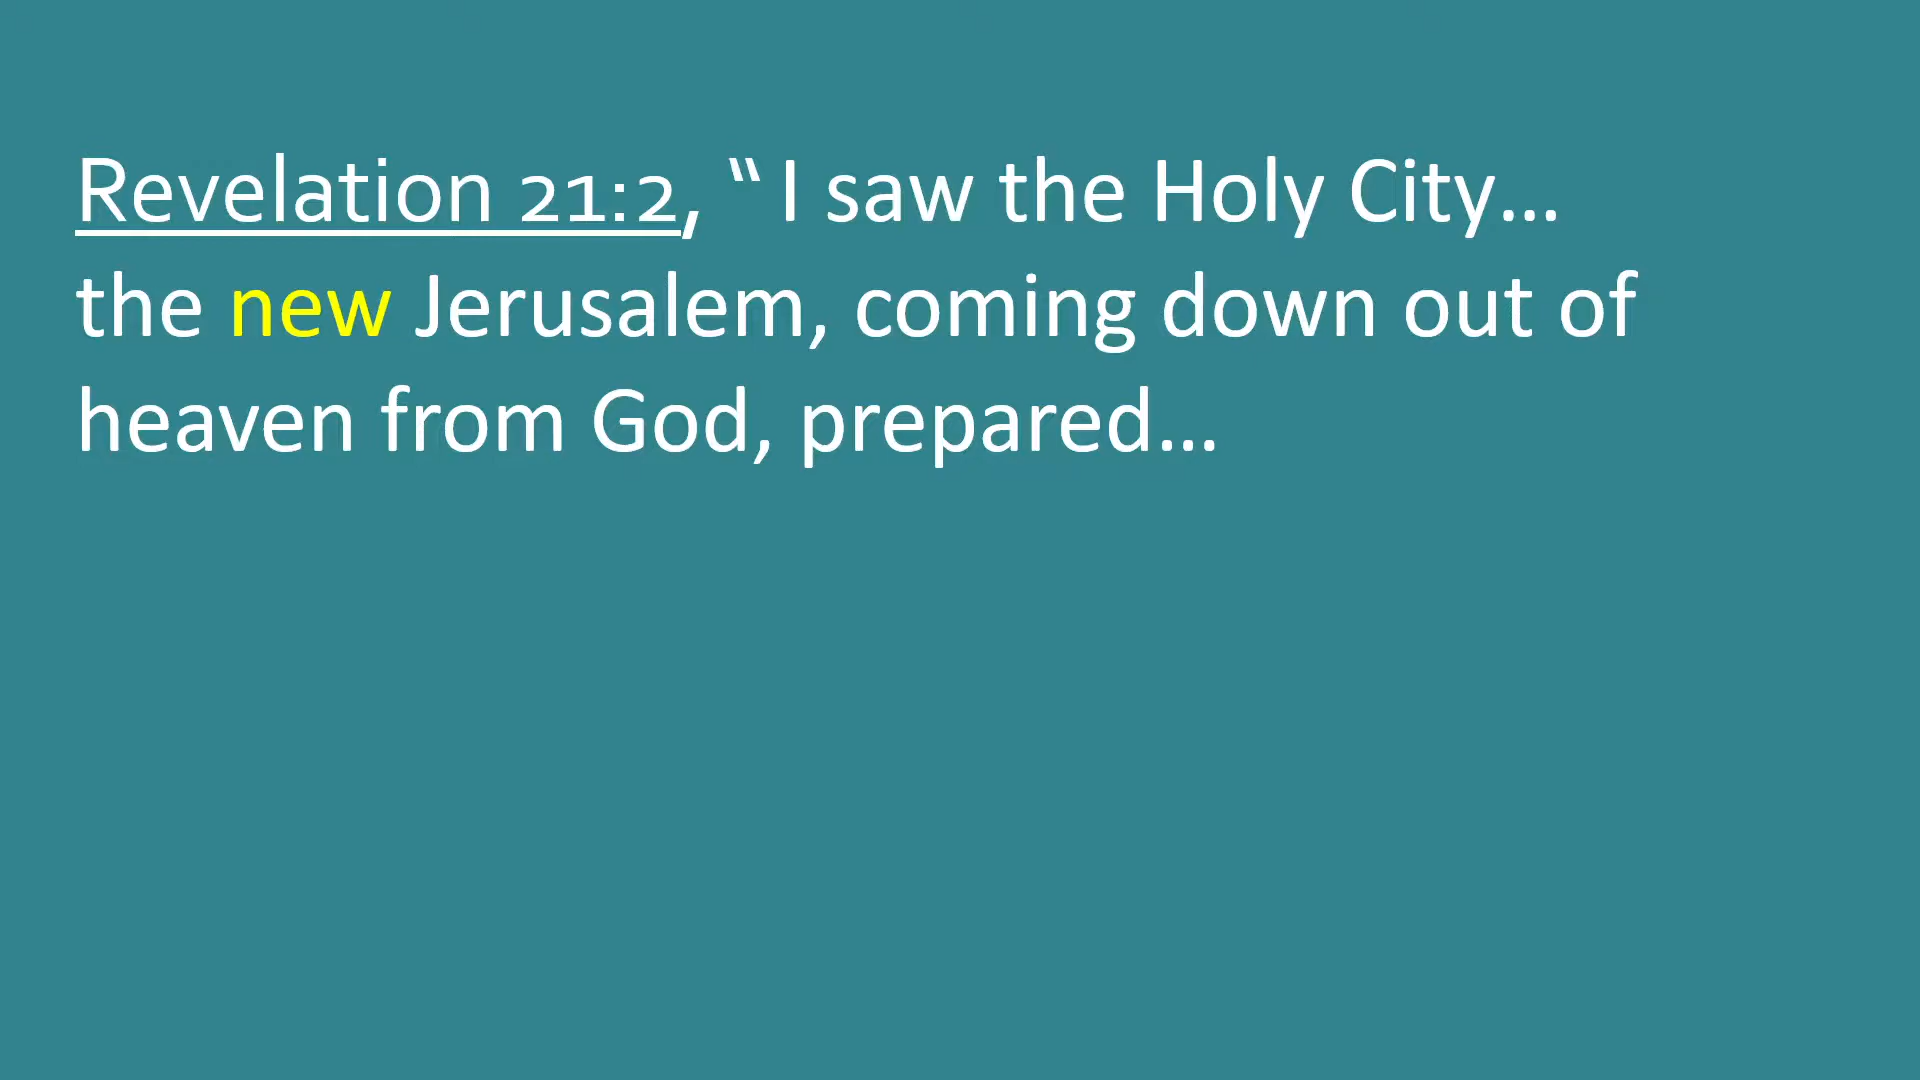 Revelation 21:2, “ I saw the Holy City…
the new Jerusalem, coming down out of
heaven from God, prepared…